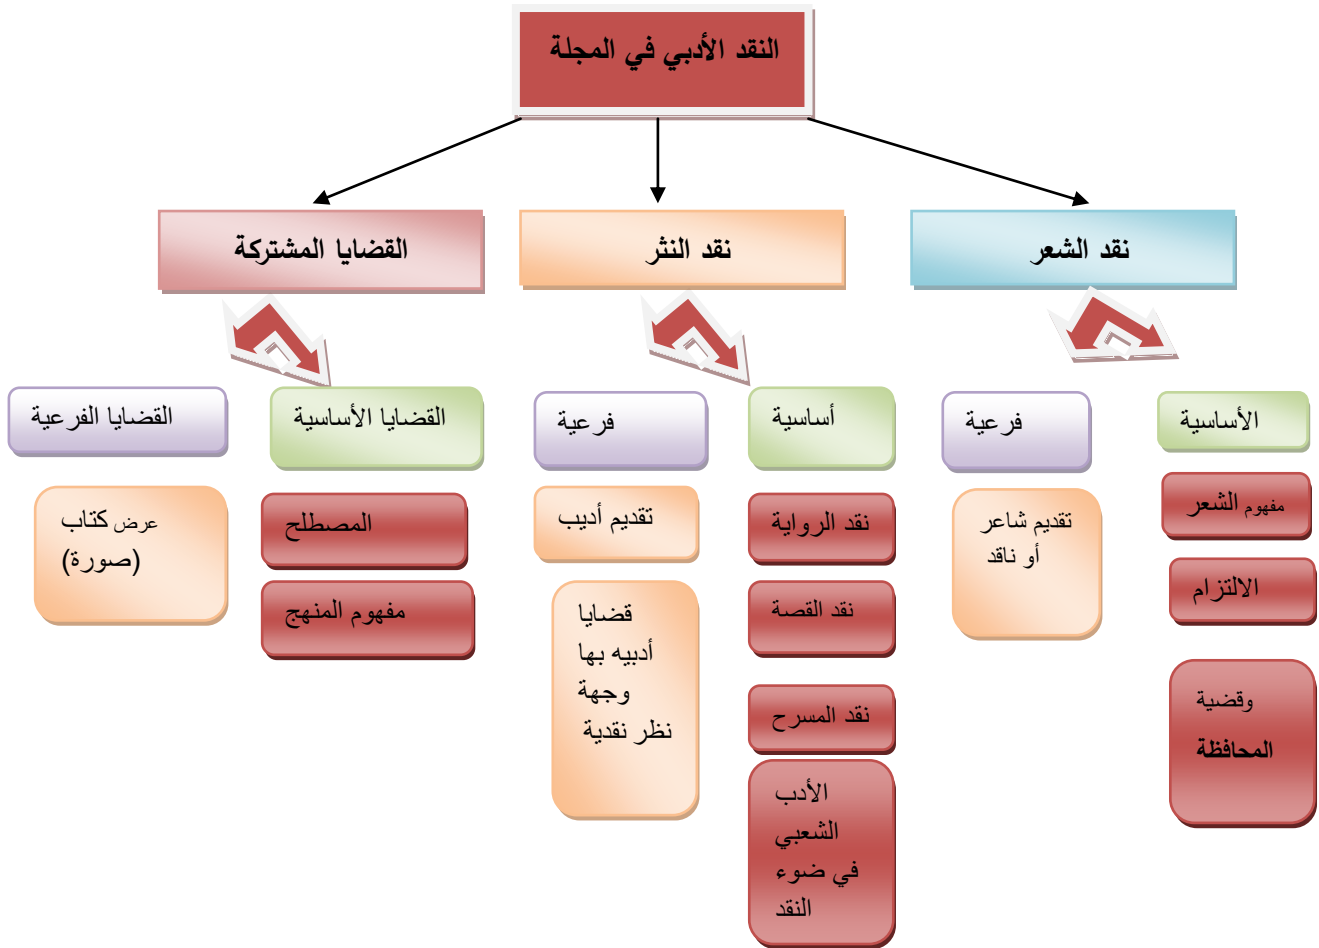 النقد الأدبي في المجلة
نقد الشعر
نقد النثر
القضايا المشتركة
الأساسية
فرعية
أساسية
فرعية
القضايا الأساسية
القضايا الفرعية
مفهوم الشعر
الالتزام
وقضية
المحافظة
تقديم شاعر
أو ناقد
نقد الرواية
نقد القصة
نقد المسرح
الأدب
الشعبي
في ضوء
النقد
تقديم أديب
قضايا
أدبيه بها
وجهة
نظر نقدية
المصطلح
مفهوم المنهج
عرض كتاب
(صورة)